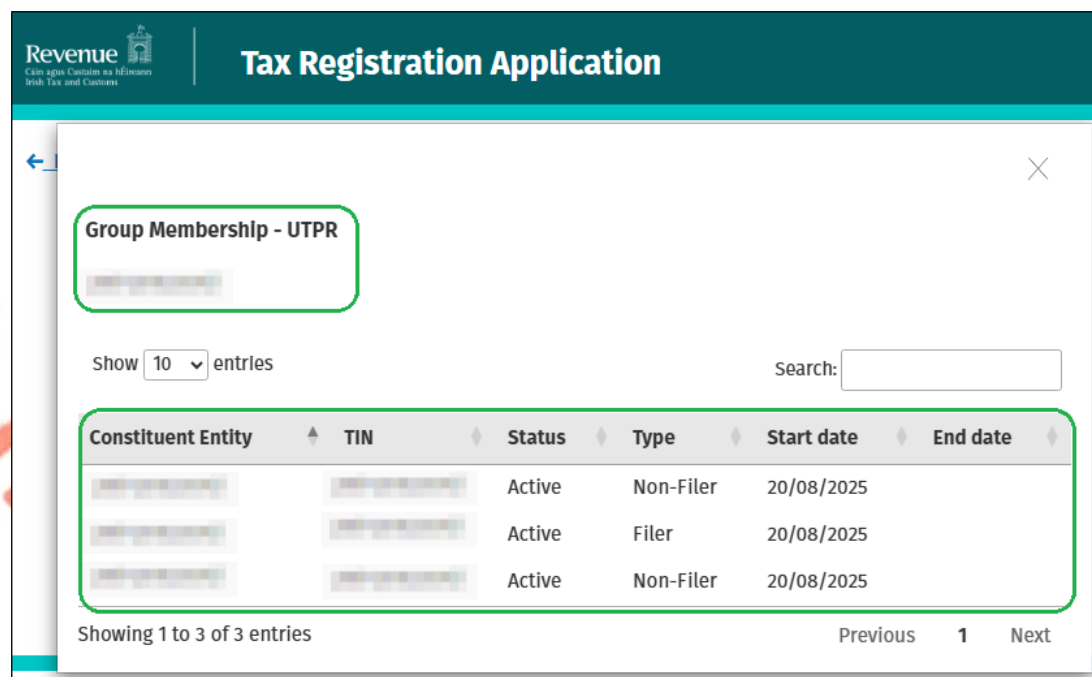 Revenue
Cáin agus Custaim na hÉireann
Irish Tax and Customs
Tax Registration Application
Group Membership - UTPR
Show 10 entries
Search:
Constituent Entity TIN Status Type Start date End date
Active Non-Filer 20/08/2025
Active Filer 20/08/2025
Active Non-Filer 20/08/2025
Showing 1 to 3 of 3 entries
Previous 1 Next